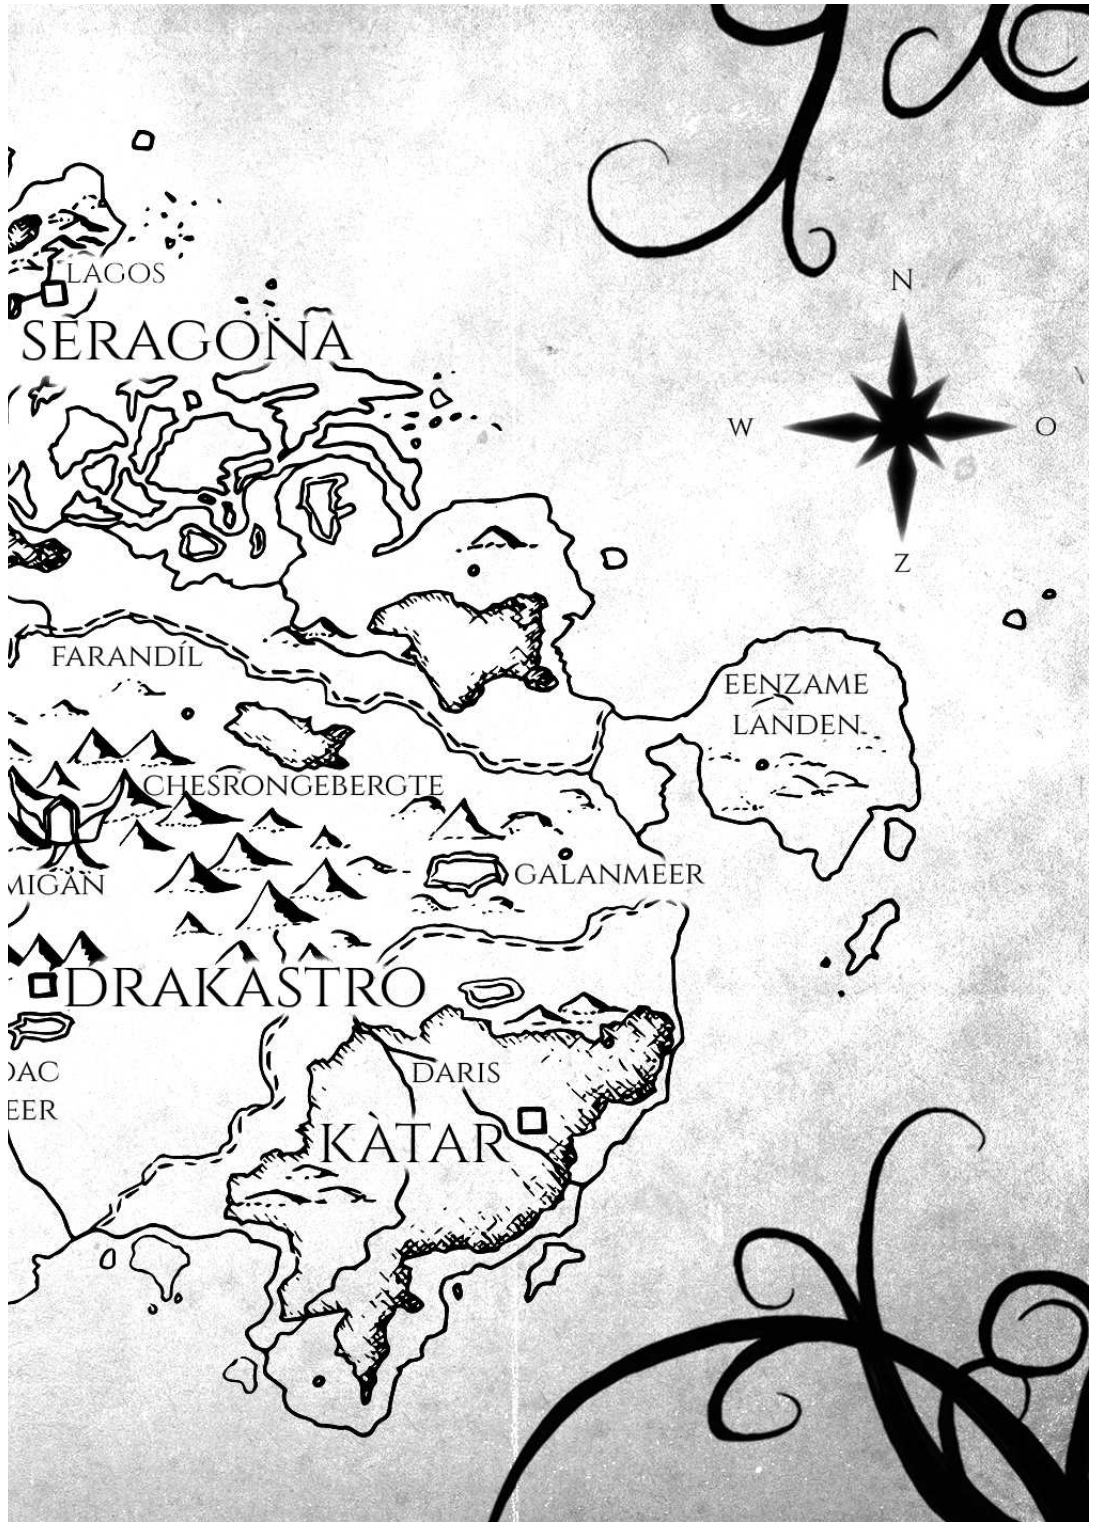 LAGOS
SERAGONA
N
W
O
Z
FARANDÍL
EENZAME
LANDEN
CHESRONGEBERGTE
GALANMEER
DRAKASTRO
DARIS
KATAR